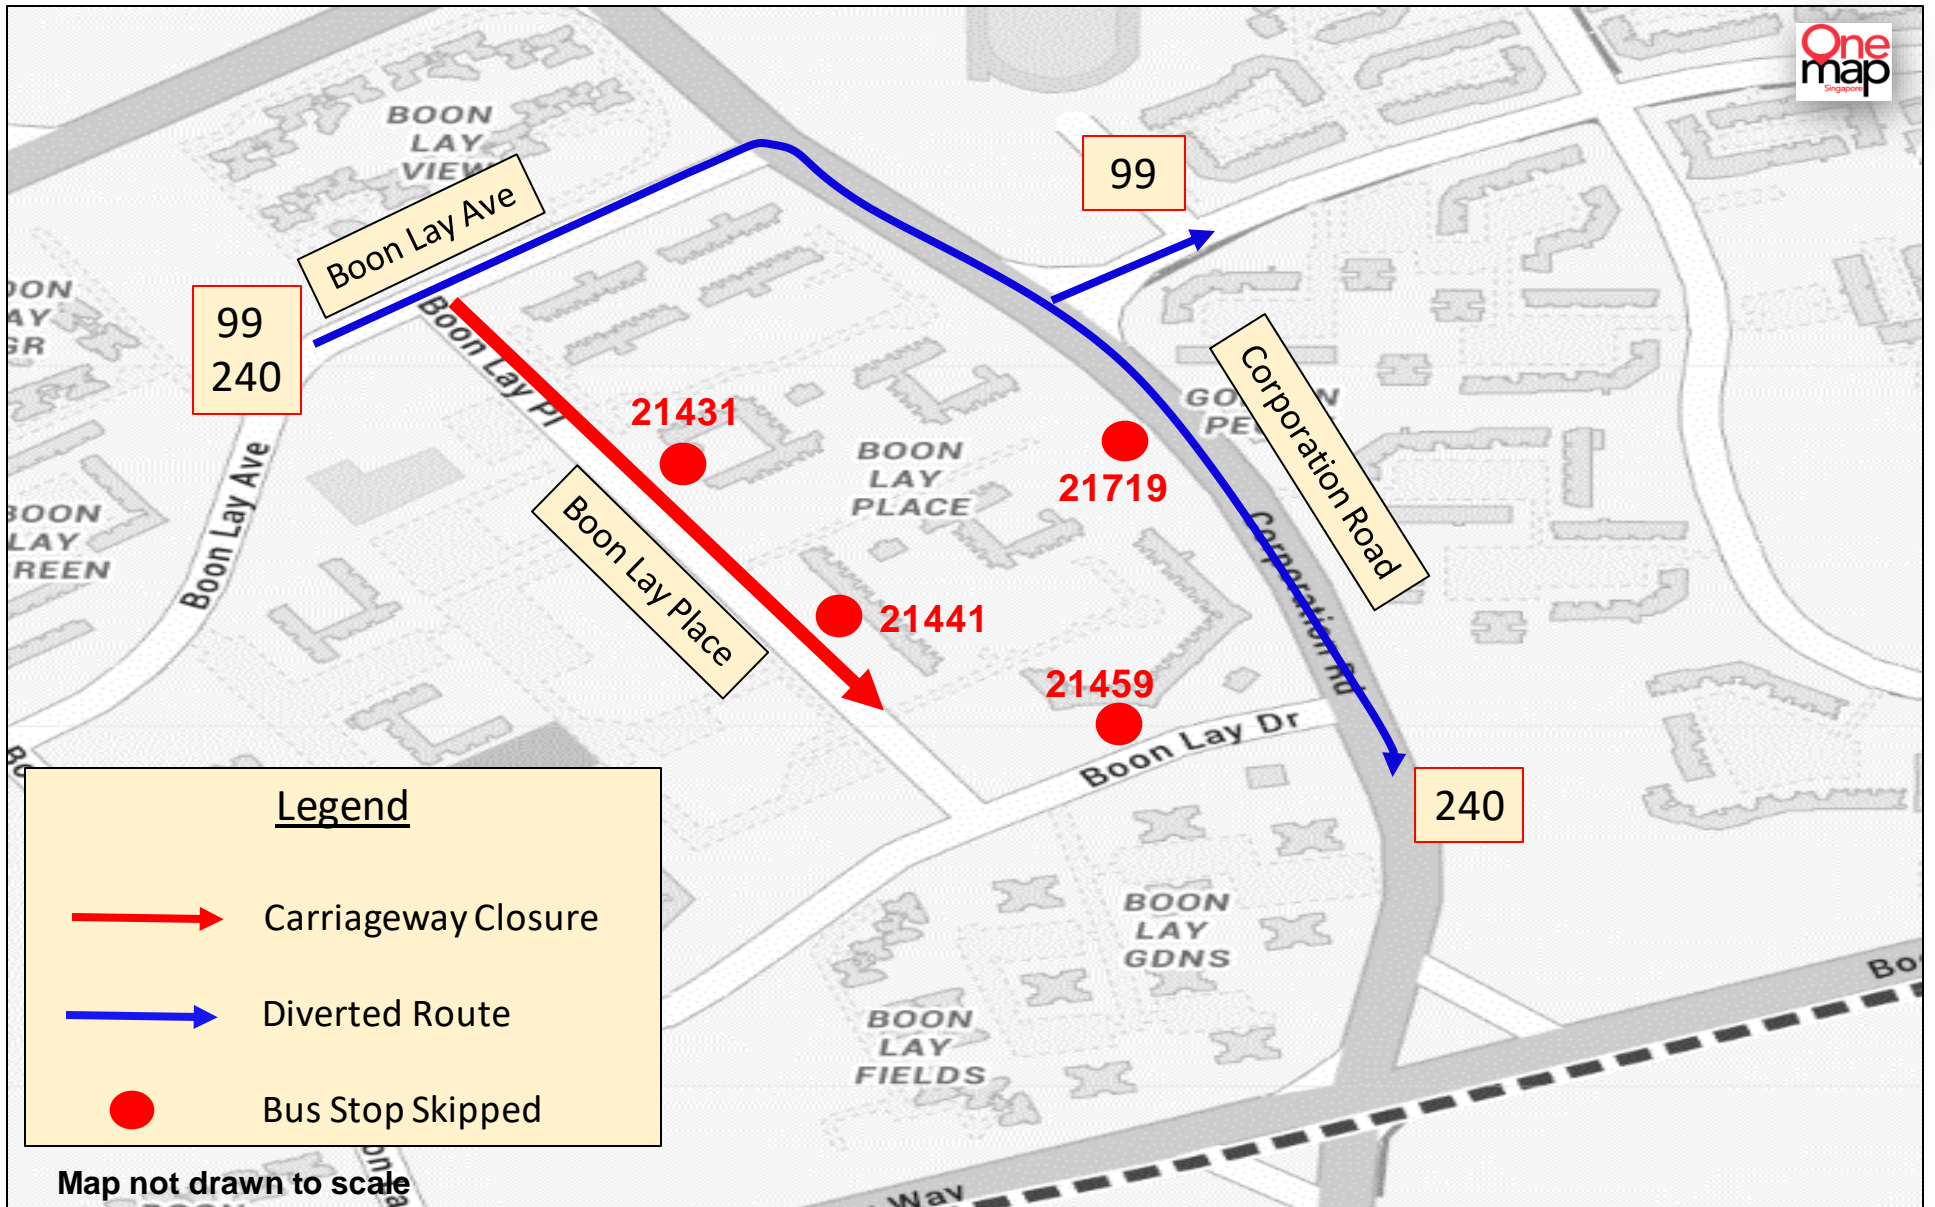 One
map
Singapore
BOON
LAY
VIEW
99
Boon Lay Ave
99
240
Boon Lay Pl
21431
Corporation Road
BOON
LAY
PLACE
21719
Boon Lay Ave
BOON
LAY
Boon Lay Place
Corporation Rd
21441
21459
Boon Lay Dr
240
Legend
Carriageway Closure
Diverted Route
Bus Stop Skipped
BOON
LAY
GDNS
BOON
LAY
FIELDS
Way
Map not drawn to scale